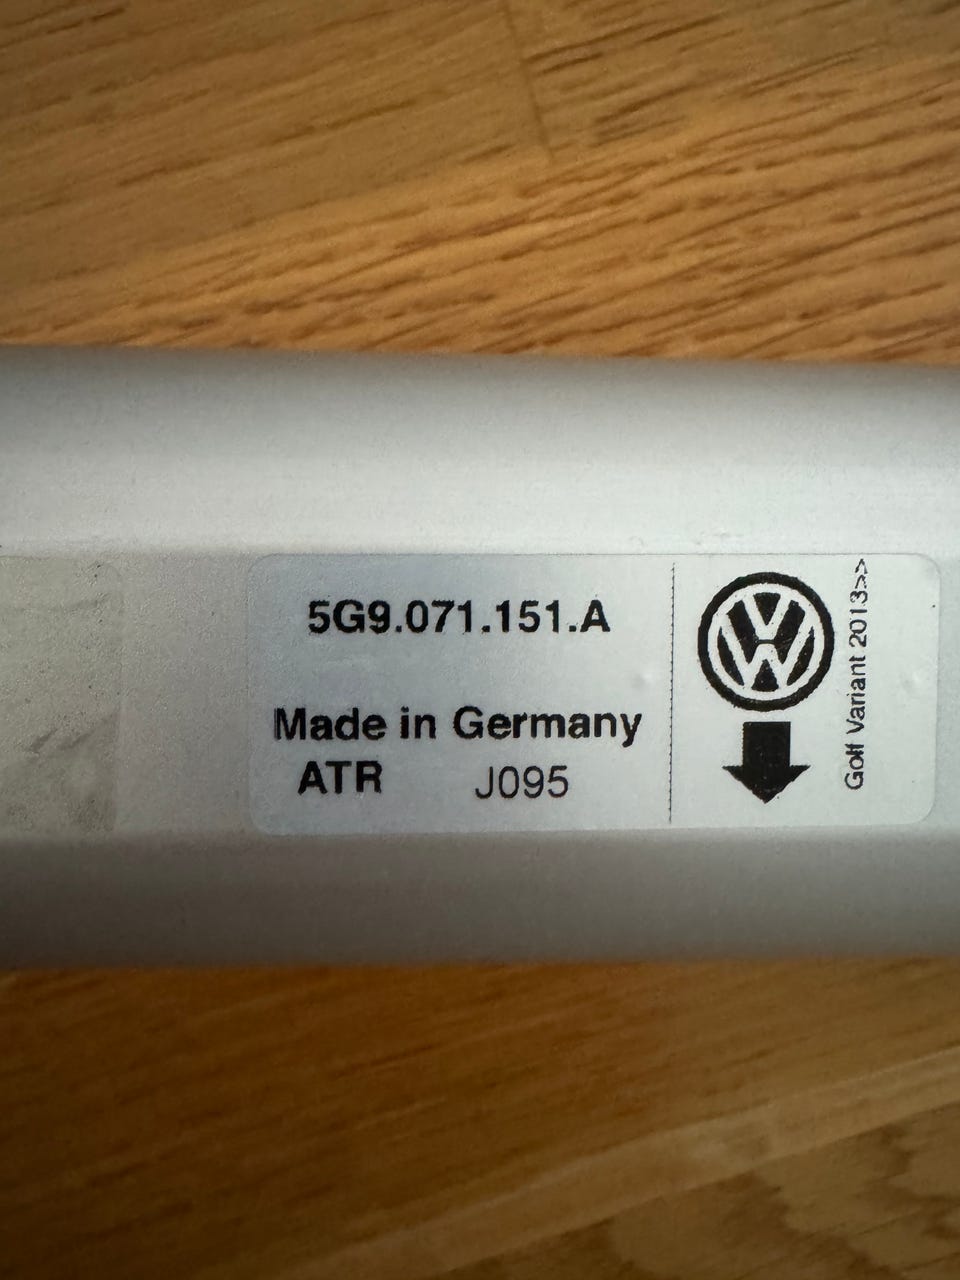 5G9.071.151.A
Made in Germany
ATR J095
Golf Variant 2013>>